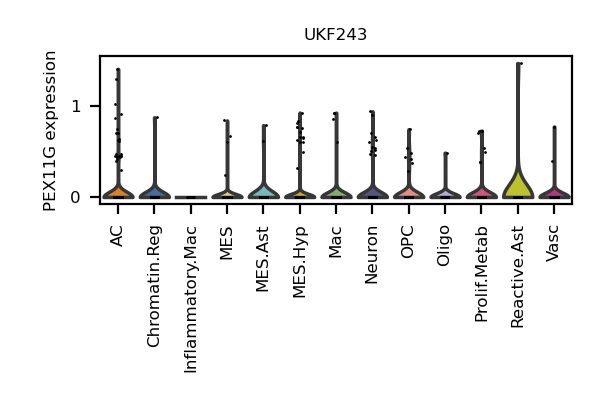 UKF243
PEX11G expression
1
0
AC
Chromatin.Reg
Inflammatory.Mac
MES
MES.Ast
MES.Hyp
Mac
Neuron
OPC
Oligo
Prolif.Metab
Reactive.Ast
Vasc